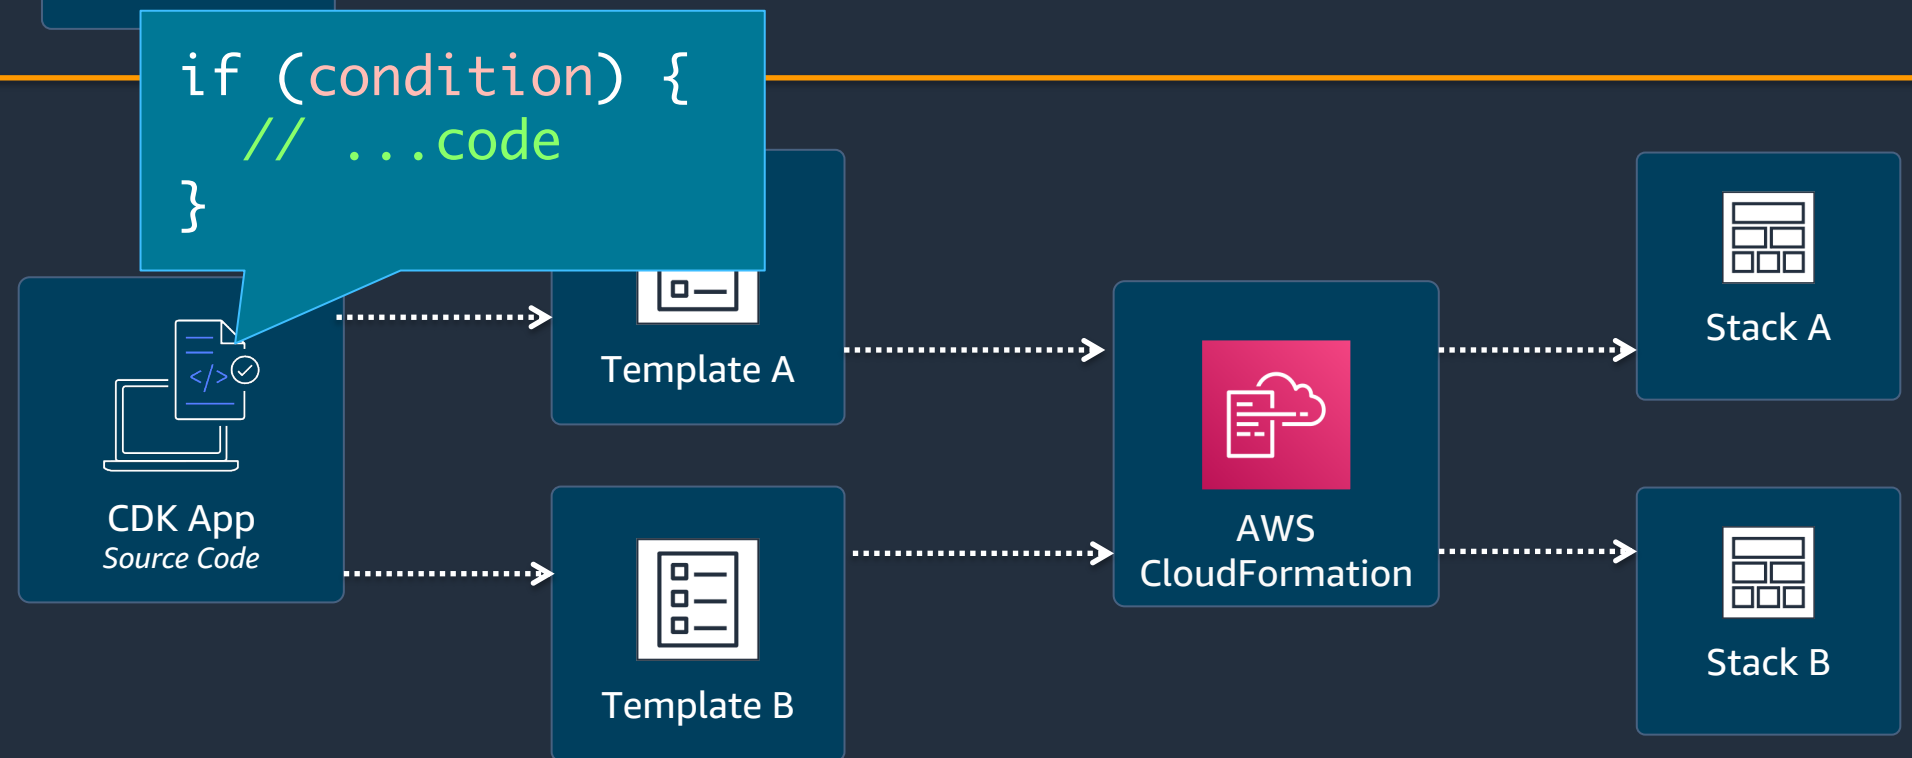 if (condition) {
// ...code
}
CDK App
Source Code
</>
Template A
Template B
AWS
CloudFormation
Stack A
Stack B